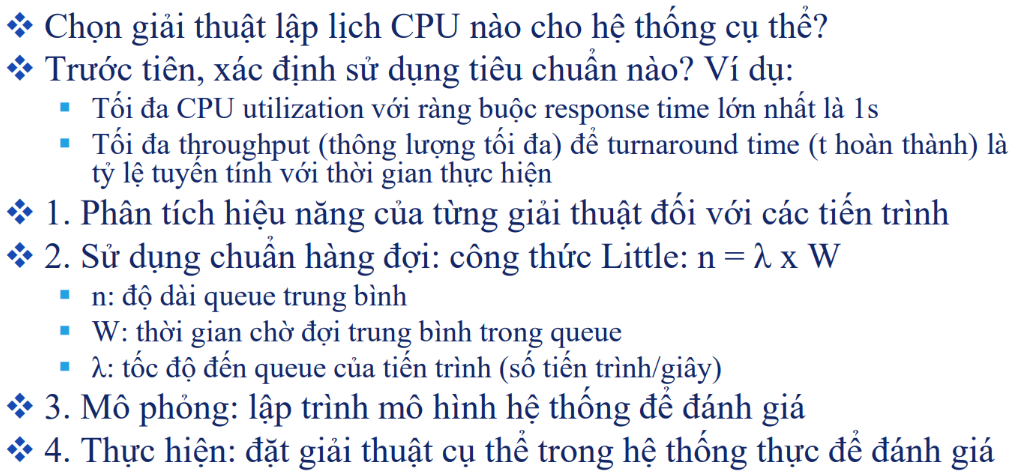 ❖ Chọn giải thuật lập lịch CPU nào cho hệ thống cụ thể?
❖ Trước tiên, xác định sử dụng tiêu chuẩn nào? Ví dụ:
▪ Tối đa CPU utilization với ràng buộc response time lớn nhất là 1s
▪ Tối đa throughput (thông lượng tối đa) để turnaround time (t hoàn thành) là
tỷ lệ tuyến tính với thời gian thực hiện
❖ 1. Phân tích hiệu năng của từng giải thuật đối với các tiến trình
❖ 2. Sử dụng chuẩn hàng đợi: công thức Little: n = λ x W
▪ n: độ dài queue trung bình
▪ W: thời gian chờ đợi trung bình trong queue
▪ λ: tốc độ đến queue của tiến trình (số tiến trình/giây)
❖ 3. Mô phỏng: lập trình mô hình hệ thống để đánh giá
❖ 4. Thực hiện: đặt giải thuật cụ thể trong hệ thống thực để đánh giá